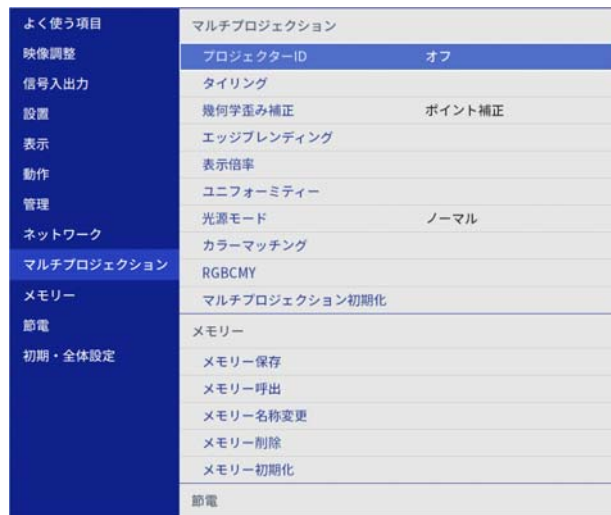 よく使う項目
映像調整
信号入出力
設置
表示
動作
管理
ネットワーク
マルチプロジェクション
メモリー
節電
初期・全体設定
マルチプロジェクション
プロジェクターID オフ
タイリング
幾何学歪み補正 ポイント補正
エッジブレンディング
表示倍率
ユニフォーミティー
光源モード ノーマル
カラーマッチング
RGBCMY
マルチプロジェクション初期化
メモリー
メモリー保存
メモリー呼出
メモリー名称変更
メモリー削除
メモリー初期化
節電